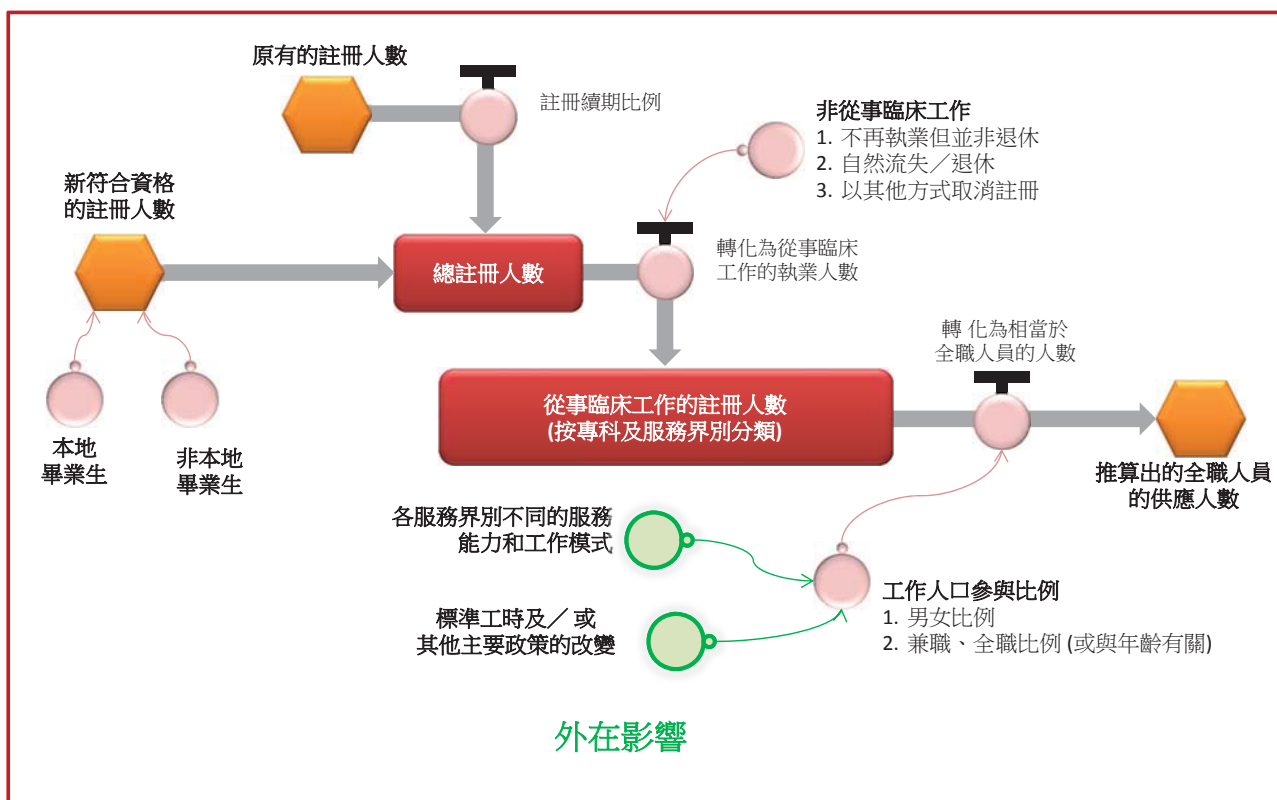 原有的註冊人數
註冊續期比例
非從事臨床工作
1. 不再執業但並非退休
2. 自然流失／退休
3. 以其他方式取消註冊
新符合資格
的註冊人數
總註冊人數
轉化為從事臨床
工作的執業人數
轉 化為相當於
全職人員的人數
從事臨床工作的註冊人數
(按專科及服務界別分類)
本地
畢業生
非本地
畢業生
推算出的全職人員
的供應人數
各服務界別不同的服務
能力和工作模式
工作人口參與比例
1. 男女比例
2. 兼職、全職比例 (或與年齡有關)
標準工時及／ 或
其他主要政策的改變
外在影響